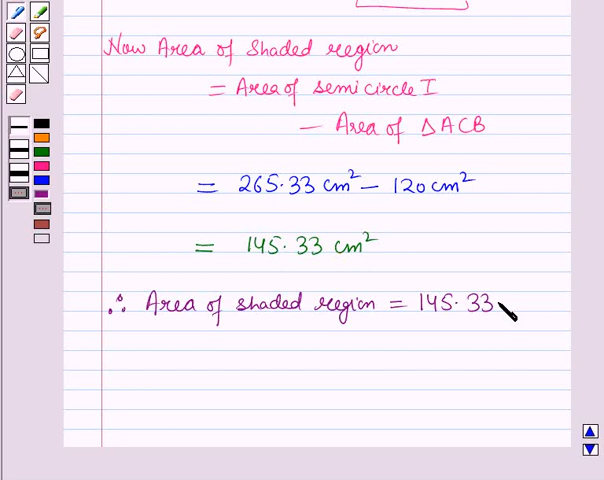 Now Area of Shaded region
= Area of semicircle I
- Area of ΔACB
= 265.33 cm² - 120 cm²
= 145.33 cm²
∴ Area of shaded region = 145.33